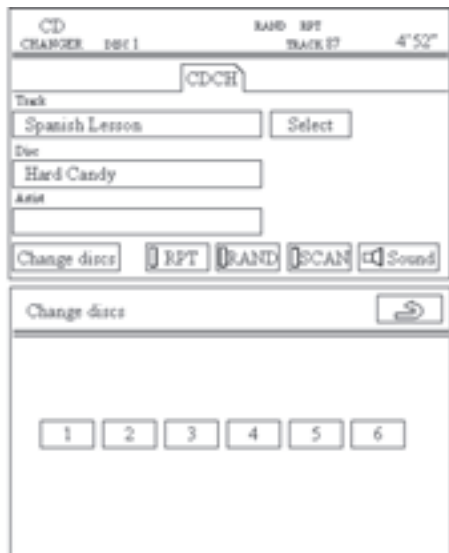 CD RAND RPT
CHANGER DISC 1 TRACK 4'52"
CDCH
Track
Spanish Lesson Select
Disc
Hard Candy
Artist
Change discs RPT RAND SCAN Sound
Change discs
1 2 3 4 5 6